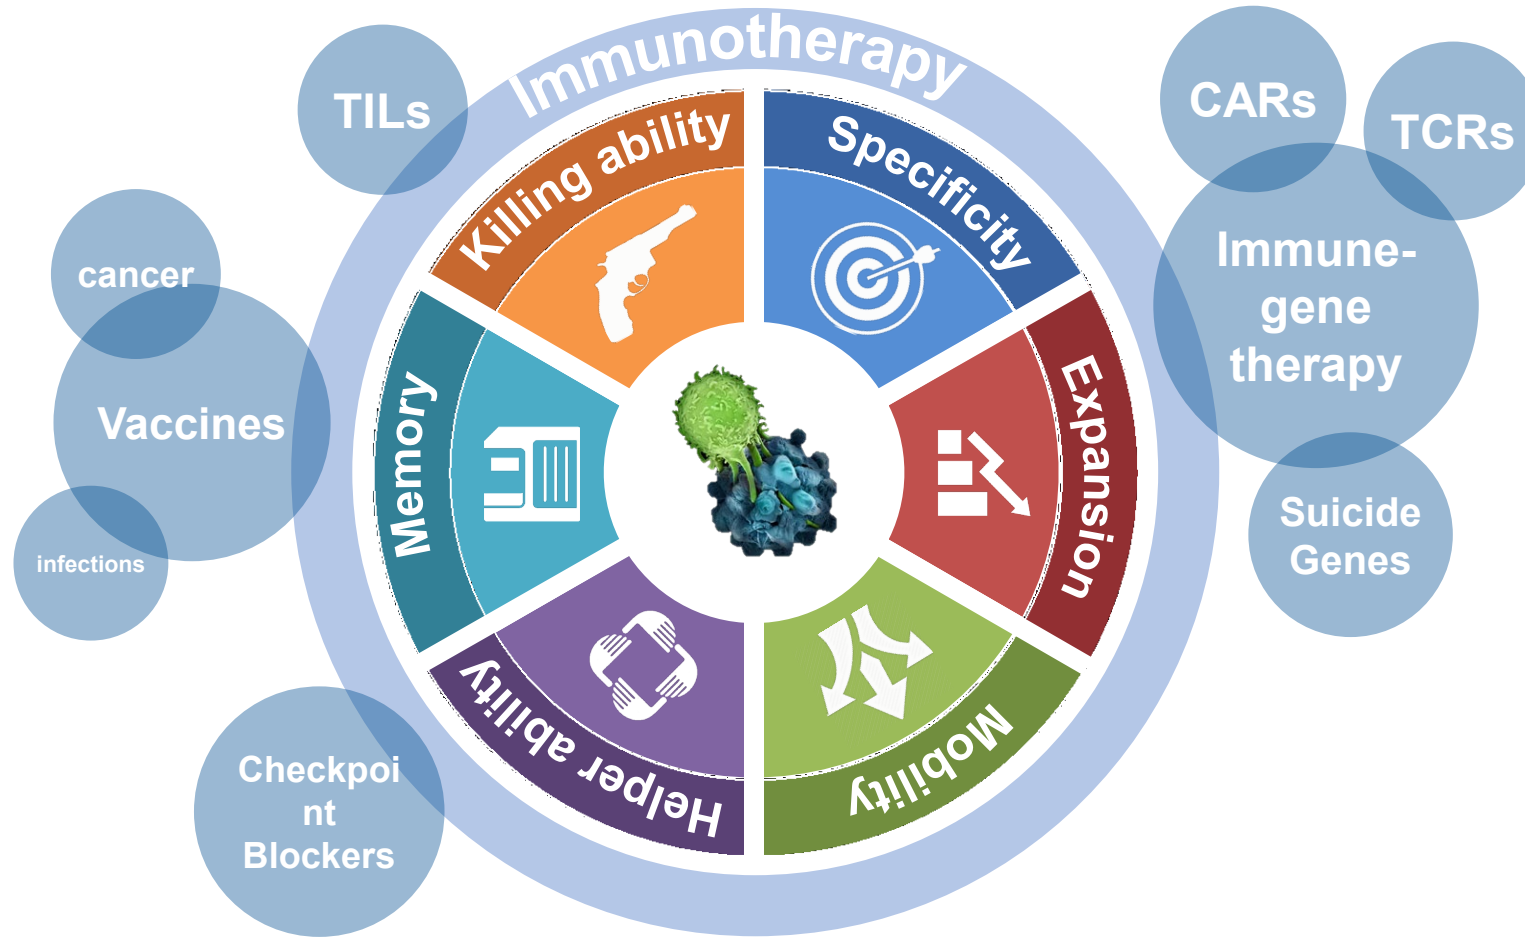 Immunotherapy
TILs
CARs
TCRs
Killing ability
Specificity
cancer
Immune-
gene
therapy
Vaccines
Memory
Expansion
infections
Suicide
Genes
Helper ability
Mobility
Checkpoi
nt
Blockers